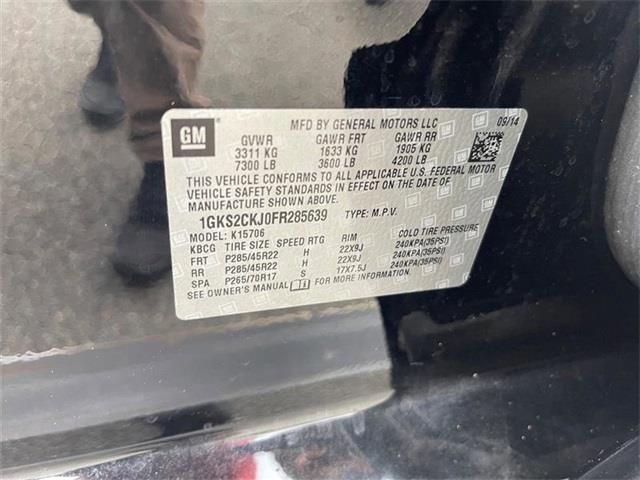 GM
MFD BY GENERAL MOTORS LLC 09/14
GVWR GAWR FRT GAWR RR
3311 KG 1633 KG 1905 KG
7300 LB 3600 LB 4200 LB
THIS VEHICLE CONFORMS TO ALL APPLICABLE U.S. FEDERAL MOTOR
VEHICLE SAFETY STANDARDS IN EFFECT ON THE DATE OF
MANUFACTURE SHOWN ABOVE.
1GKS2CKJ0FR285639 TYPE: M.P.V.
MODEL: K15706
KBCG TIRE SIZE SPEED RTG RIM COLD TIRE PRESSURE
FRT P285/45R22 H 22X9J 240KPA(35PSI)
RR P285/45R22 H 22X9J 240KPA(35PSI)
SPA P265/70R17 S 17X7.5J 240KPA(35PSI)
SEE OWNER'S MANUAL FOR MORE INFORMATION.